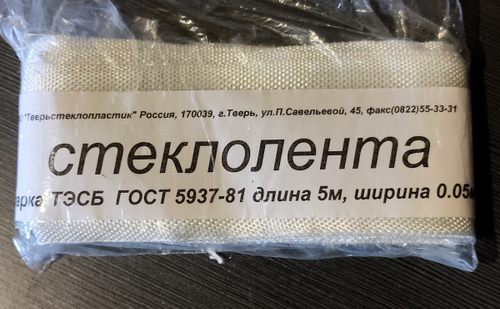 "Тверьстеклопластик" Россия, 170039, г.Тверь, ул.П.Савельевой, 45, факс(0822)55-33-31
стеклолента
арка ТЭСБ ГОСТ 5937-81 длина 5м, ширина 0.05м